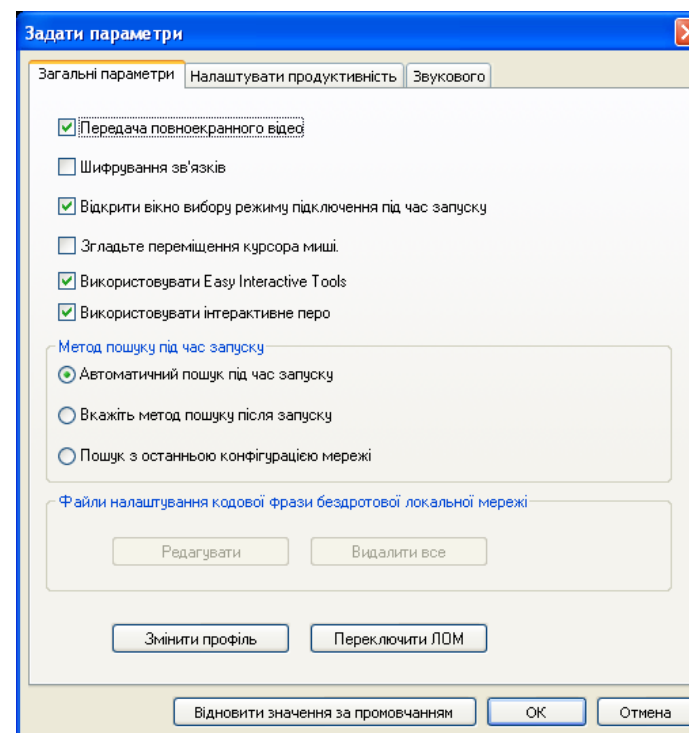 Задати параметри
Загальні параметри Налаштувати продуктивність Звукового
Передача повноекранного відео
Шифрування зв'язків
Відкрити вікно вибору режиму підключення під час запуску
Згладьте переміщення курсора миші.
Використовувати Easy Interactive Tools
Використовувати інтерактивне перо
Метод пошуку під час запуску
Автоматичний пошук під час запуску
Вкажіть метод пошуку після запуску
Пошук з останньою конфігурацією мережі
Файли налаштування кодової фрази бездротової локальної мережі
Редагувати Видалити все
Змінити профіль Переключити ЛОМ
Відновити значення за промовчанням ОК Отмена